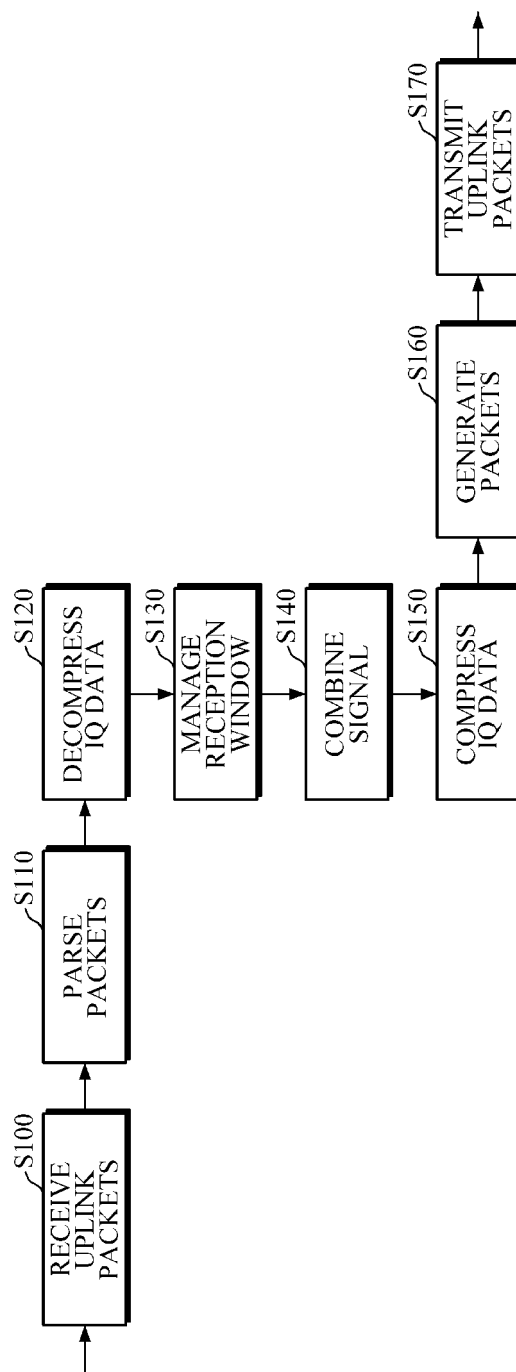 S100
RECEIVE
UPLINK
PACKETS
S110
PARSE
PACKETS
S120
DECOMPRESS
IQ DATA
S130
MANAGE
RECEPTION
WINDOW
S140
COMBINE
SIGNAL
S150
COMPRESS
IQ DATA
S160
GENERATE
PACKETS
S170
TRANSMIT
UPLINK
PACKETS